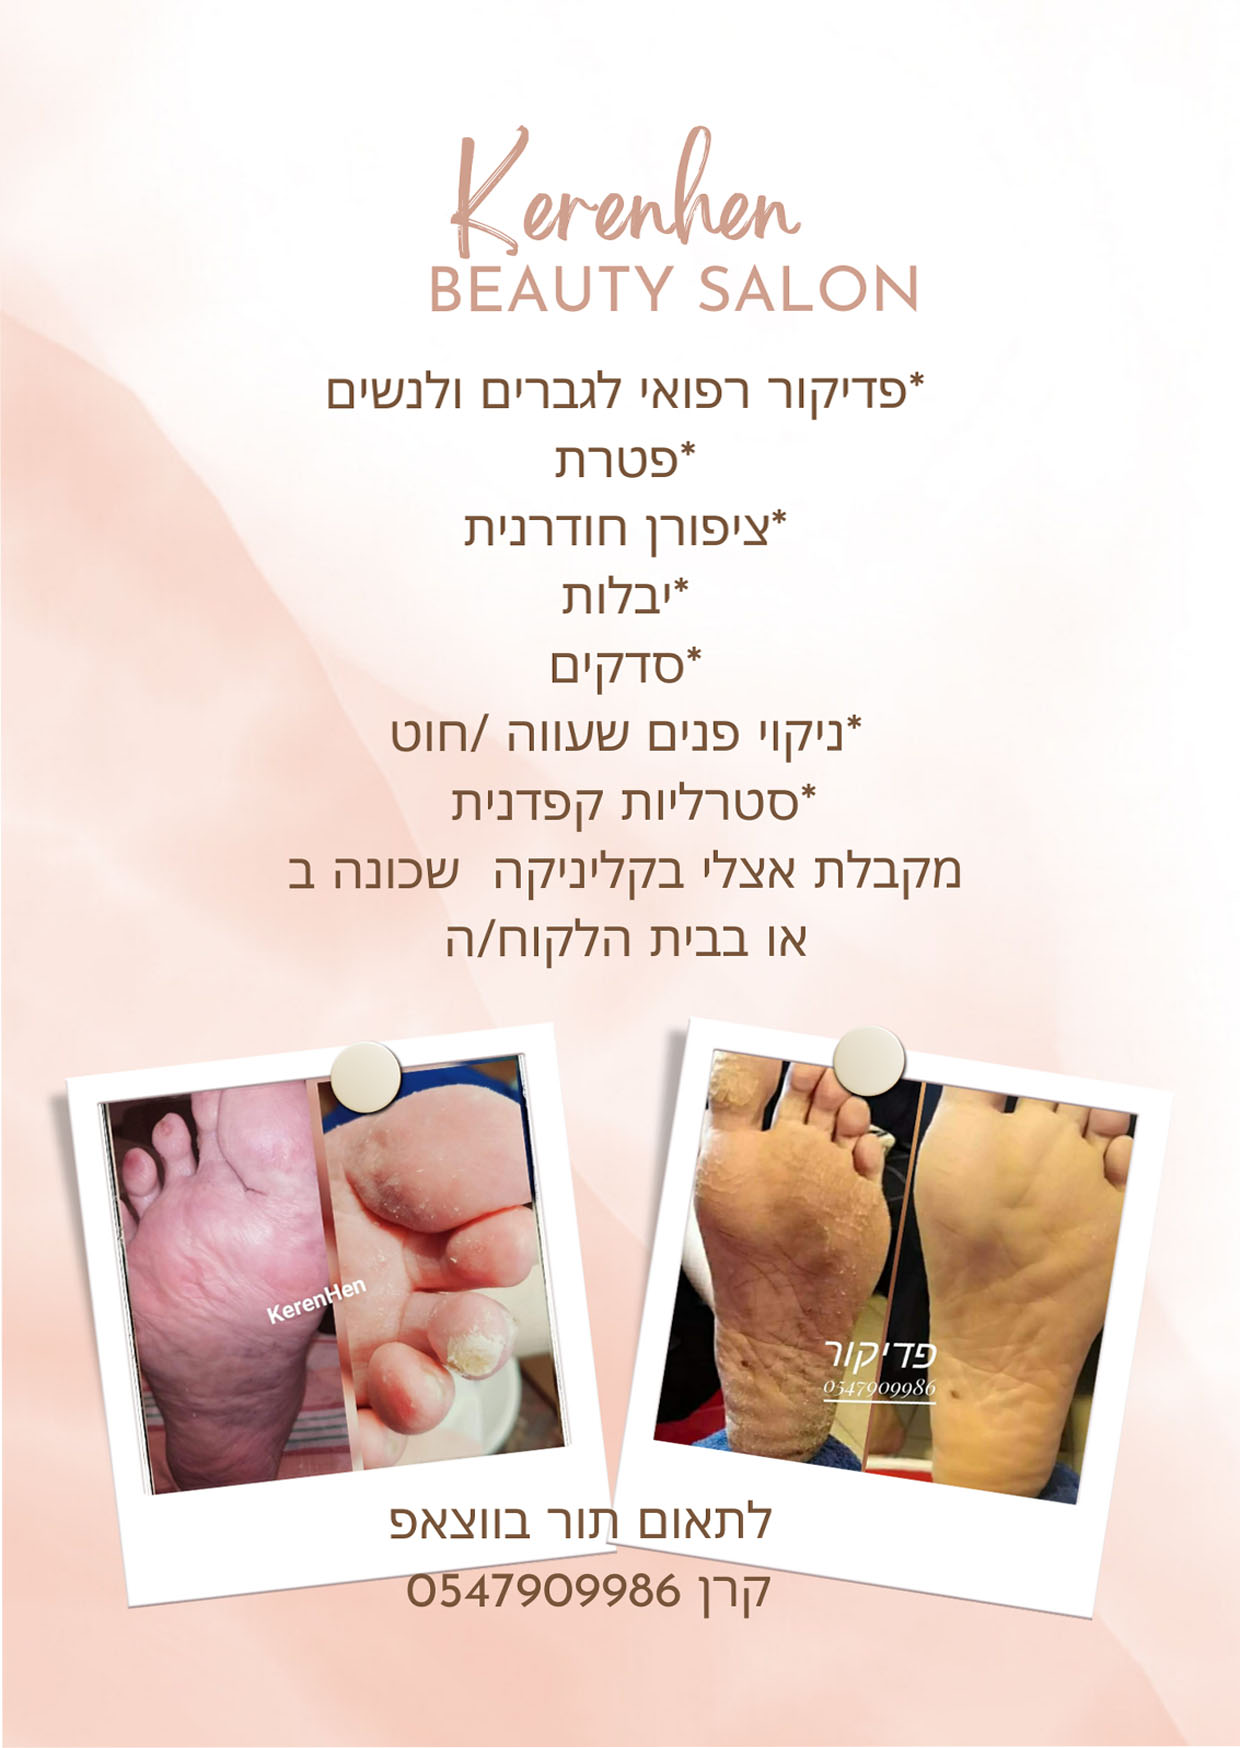 Kerenhen
BEAUTY SALON
*פדיקור רפואי לגברים ולנשים
*פטרת
*ציפורן חודרנית
*יבלות
*סדקים
*ניקוי פנים שעווה /חוט
*סטרליות קפדנית
מקבלת אצלי בקליניקה שכונה ב
או בבית הלקוח/ה
KerenHen
פדיקור
0547909986
לתאום תור בווצאפ
קרן 0547909986